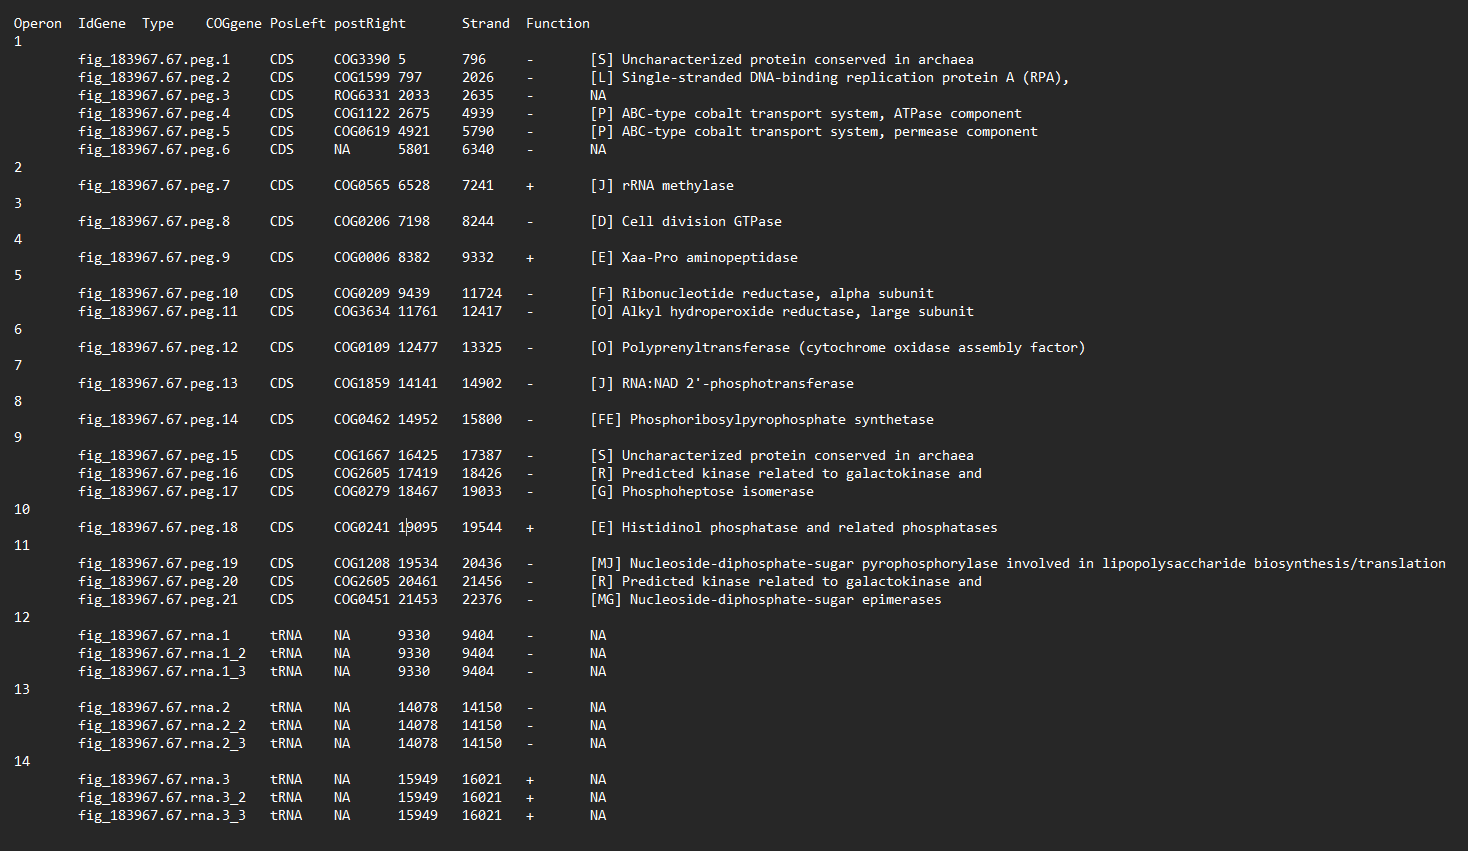 Operon IdGene Type COGgene PosLeft postRight Strand Function
1
fig_183967.67.peg.1 CDS COG3390 5 796 - [S] Uncharacterized protein conserved in archaea
fig_183967.67.peg.2 CDS COG1599 797 2026 - [L] Single-stranded DNA-binding replication protein A (RPA),
fig_183967.67.peg.3 CDS ROG6331 2033 2635 - NA
fig_183967.67.peg.4 CDS COG1122 2675 4939 - [P] ABC-type cobalt transport system, ATPase component
fig_183967.67.peg.5 CDS COG0619 4921 5790 - [P] ABC-type cobalt transport system, permease component
fig_183967.67.peg.6 CDS NA 5801 6340 - NA
2
fig_183967.67.peg.7 CDS COG0565 6528 7241 + [J] rRNA methylase
3
fig_183967.67.peg.8 CDS COG0206 7198 8244 - [D] Cell division GTPase
4
fig_183967.67.peg.9 CDS COG0006 8382 9332 + [E] Xaa-Pro aminopeptidase
5
fig_183967.67.peg.10 CDS COG0209 9439 11724 - [F] Ribonucleotide reductase, alpha subunit
fig_183967.67.peg.11 CDS COG3634 11761 12417 - [O] Alkyl hydroperoxide reductase, large subunit
6
fig_183967.67.peg.12 CDS COG0109 12477 13325 - [O] Polyprenyltransferase (cytochrome oxidase assembly factor)
7
fig_183967.67.peg.13 CDS COG1859 14141 14902 - [J] RNA:NAD 2'-phosphotransferase
8
fig_183967.67.peg.14 CDS COG0462 14952 15800 - [FE] Phosphoribosylpyrophosphate synthetase
9
fig_183967.67.peg.15 CDS COG1667 16425 17387 - [S] Uncharacterized protein conserved in archaea
fig_183967.67.peg.16 CDS COG2605 17419 18426 - [R] Predicted kinase related to galactokinase and
fig_183967.67.peg.17 CDS COG0279 18467 19033 - [G] Phosphoheptose isomerase
10
fig_183967.67.peg.18 CDS COG0241 19095 19544 + [E] Histidinol phosphatase and related phosphatases
11
fig_183967.67.peg.19 CDS COG1208 19534 20436 - [MJ] Nucleoside-diphosphate-sugar pyrophosphorylase involved in lipopolysaccharide biosynthesis/translation
fig_183967.67.peg.20 CDS COG2605 20461 21456 - [R] Predicted kinase related to galactokinase and
fig_183967.67.peg.21 CDS COG0451 21453 22376 - [MG] Nucleoside-diphosphate-sugar epimerases
12
fig_183967.67.rna.1 tRNA NA 9330 9404 - NA
fig_183967.67.rna.1_2 tRNA NA 9330 9404 - NA
fig_183967.67.rna.1_3 tRNA NA 9330 9404 - NA
13
fig_183967.67.rna.2 tRNA NA 14078 14150 - NA
fig_183967.67.rna.2_2 tRNA NA 14078 14150 - NA
fig_183967.67.rna.2_3 tRNA NA 14078 14150 - NA
14
fig_183967.67.rna.3 tRNA NA 15949 16021 + NA
fig_183967.67.rna.3_2 tRNA NA 15949 16021 + NA
fig_183967.67.rna.3_3 tRNA NA 15949 16021 + NA